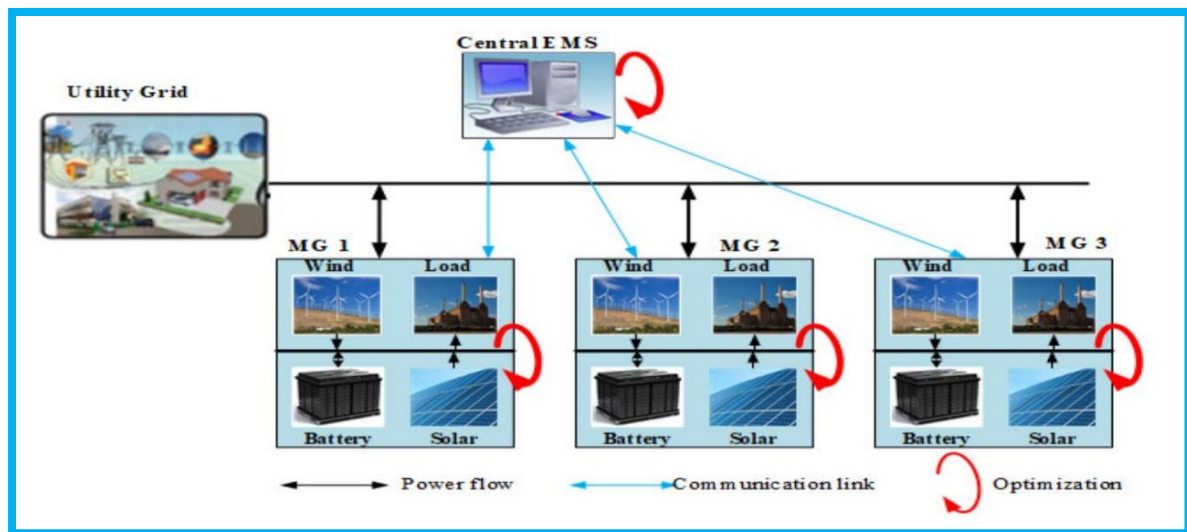 Central EMS
Utility Grid
MG 1
MG 2
MG 3
Wind
Load
Wind
Load
Wind
Load
Battery
Solar
Battery
Solar
Battery
Solar
Power flow
Communication link
Optimization